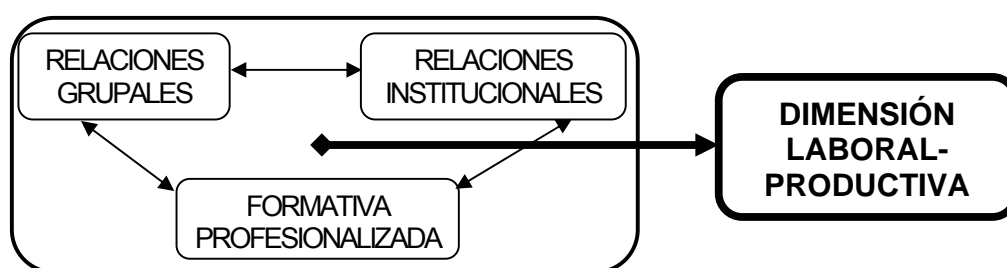 RELACIONES
GRUPALES
RELACIONES
INSTITUCIONALES
FORMATIVA
PROFESIONALIZADA
DIMENSIÓN
LABORAL-
PRODUCTIVA